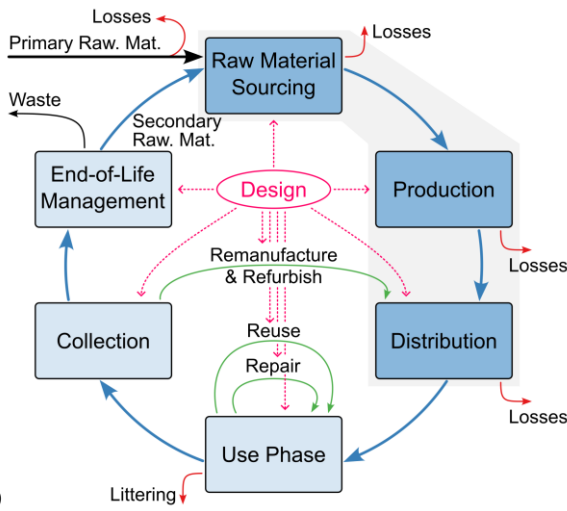 Losses
Primary Raw. Mat.
Losses
Raw Material
Sourcing
Waste
Secondary
Raw. Mat.
End-of-Life
Management
Design
Production
Losses
Remanufacture
& Refurbish
Collection
Reuse
Distribution
Repair
Losses
Use Phase
Littering
)